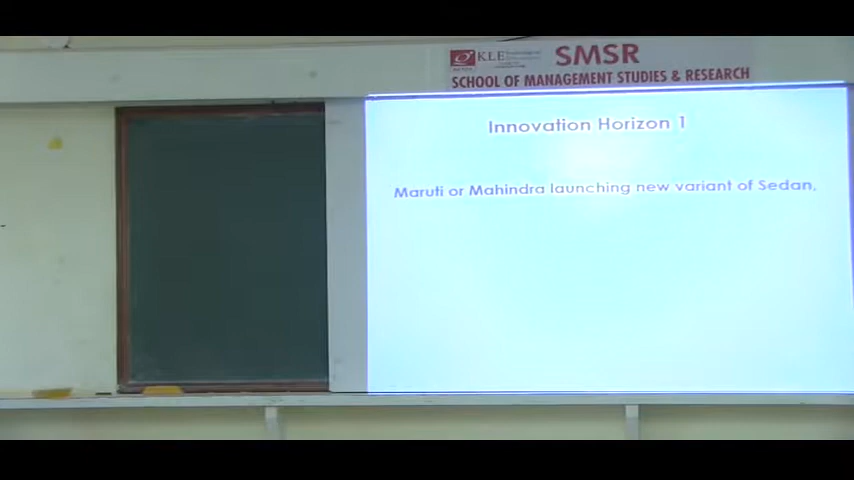 KLE
SMSR
SCHOOL OF MANAGEMENT STUDIES & RESEARCH
Innovation Horizon 1
Maruti or Mahindra launching new variant of Sedan,